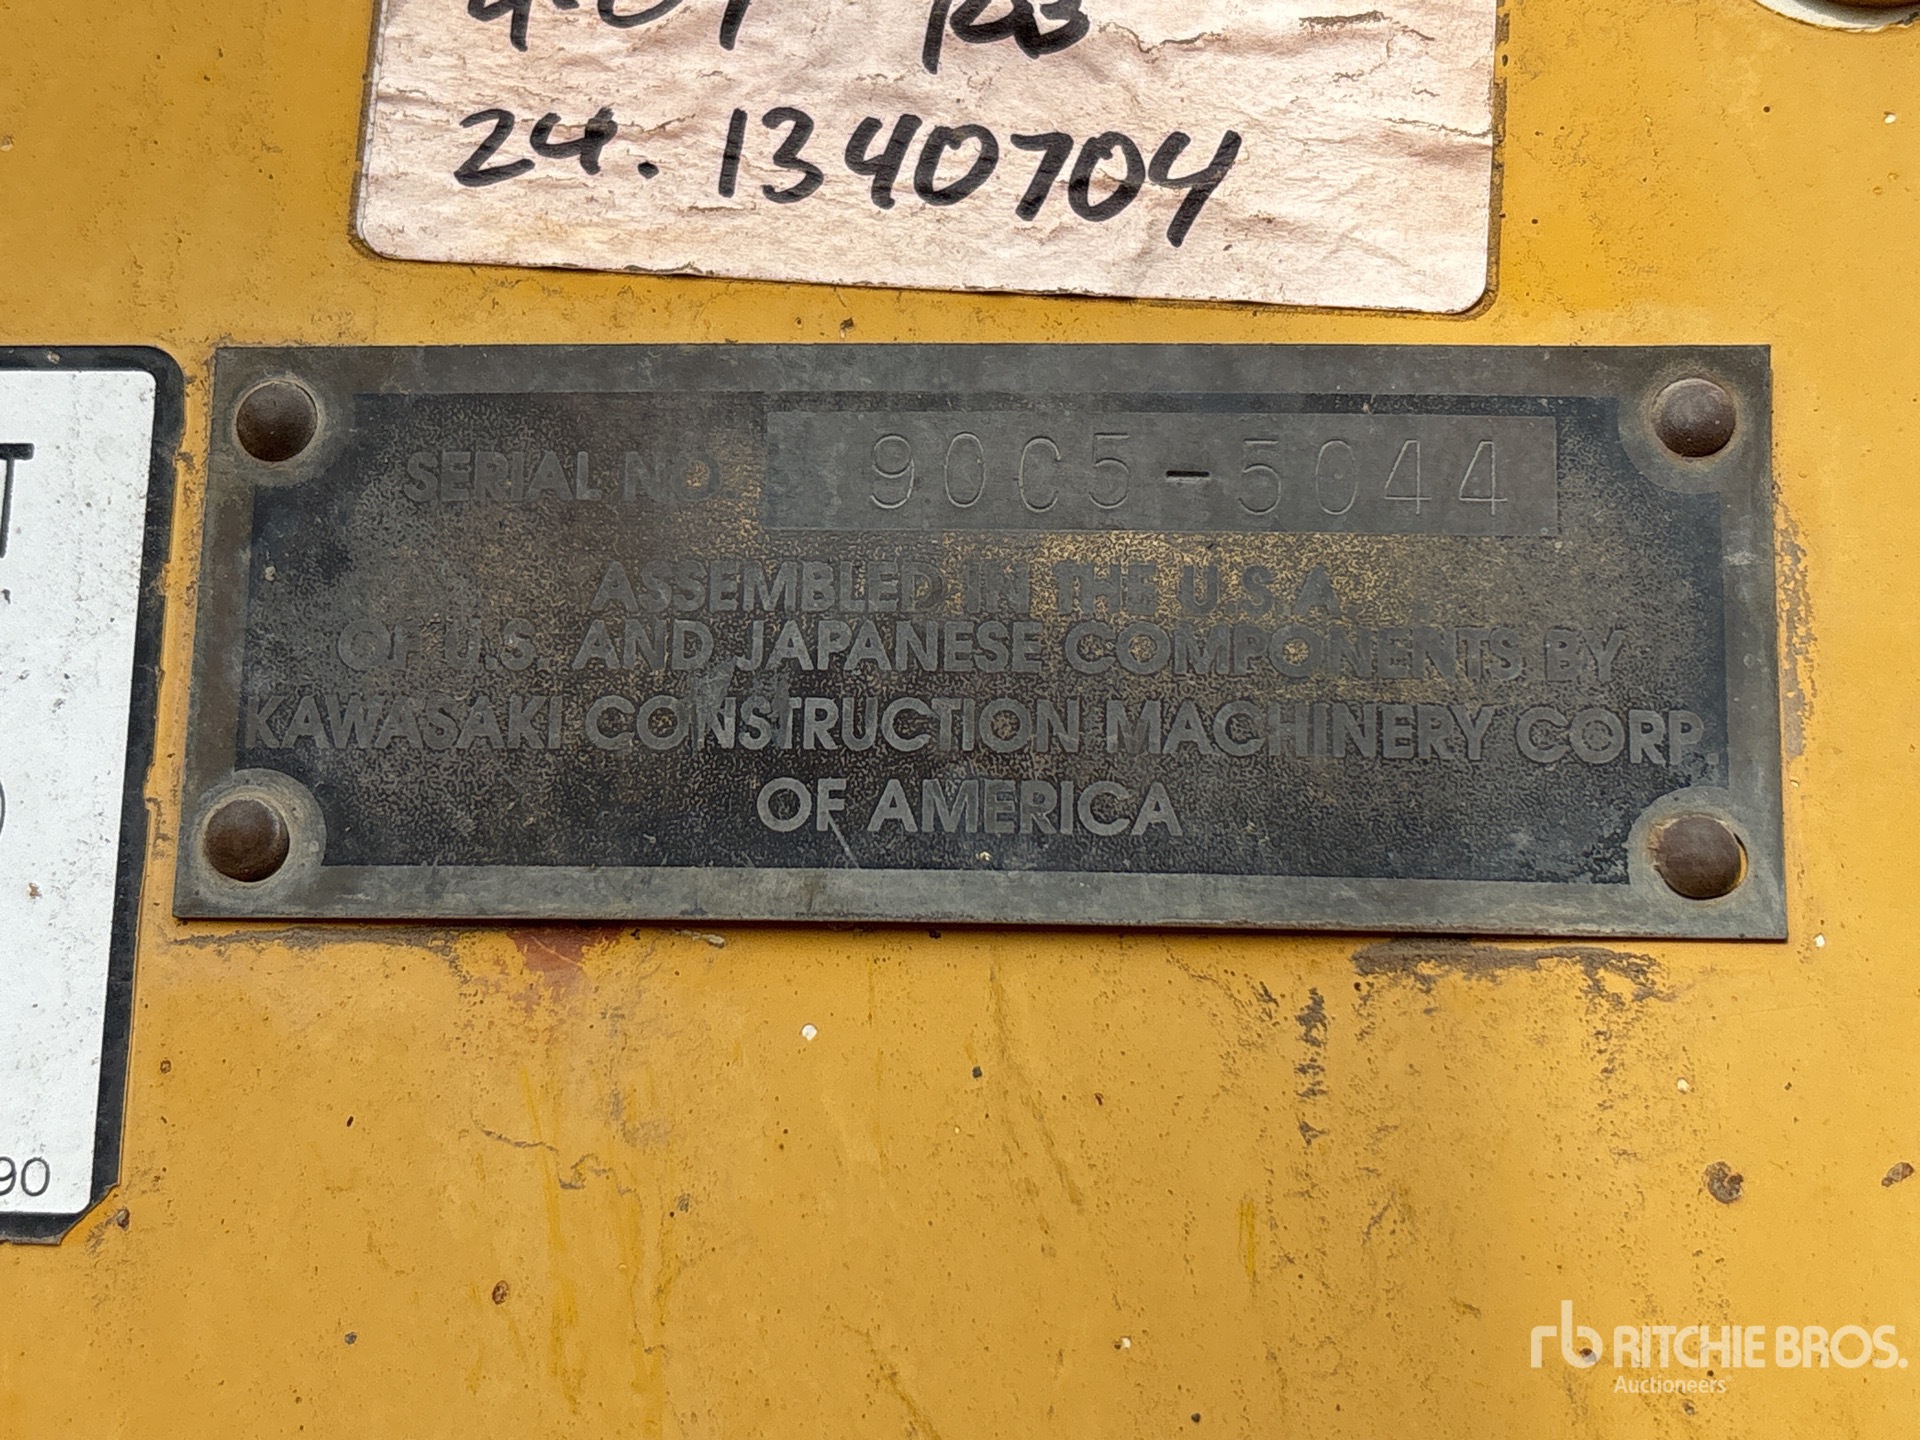 24. 1340704
SERIAL NO. 90C5-5044
ASSEMBLED IN THE U.S.A.
OF U.S. AND JAPANESE COMPONENTS BY
KAWASAKI CONSTRUCTION MACHINERY CORP.
OF AMERICA
T
90
rb RITCHIE BROS.
Auctioneers